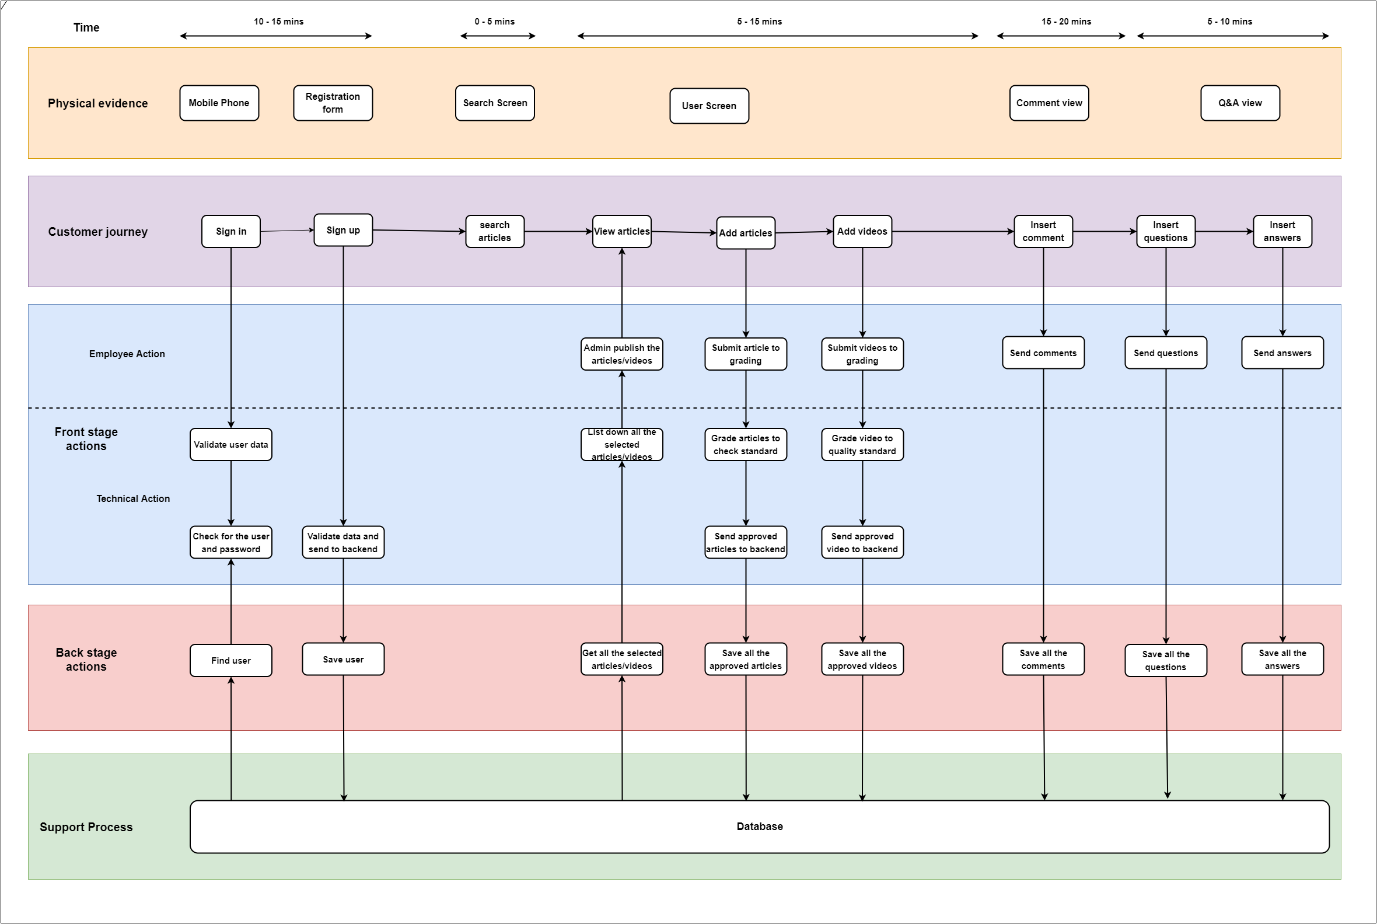 Time
10 - 15 mins
0 - 5 mins
5 - 15 mins
15 - 20 mins
5 - 10 mins
Physical evidence
Mobile Phone
Registration
form
Search Screen
User Screen
Comment view
Q&A view
Customer journey
Sign in
Sign up
search
articles
View articles
Add articles
Add videos
Insert
comment
Insert
questions
Insert
answers
Employee Action
Admin publish the
articles/videos
Submit article to
grading
Submit videos to
grading
Send comments
Send questions
Send answers
Front stage
actions
Validate user data
List down all the
selected
articles/videos
Grade articles to
check standard
Grade video to
quality standard
Technical Action
Check for the user
and password
Validate data and
send to backend
Send approved
articles to backend
Send approved
video to backend
Back stage
actions
Find user
Save user
Get all the selected
articles/videos
Save all the
approved articles
Save all the
approved videos
Save all the
comments
Save all the
questions
Save all the
answers
Support Process
Database